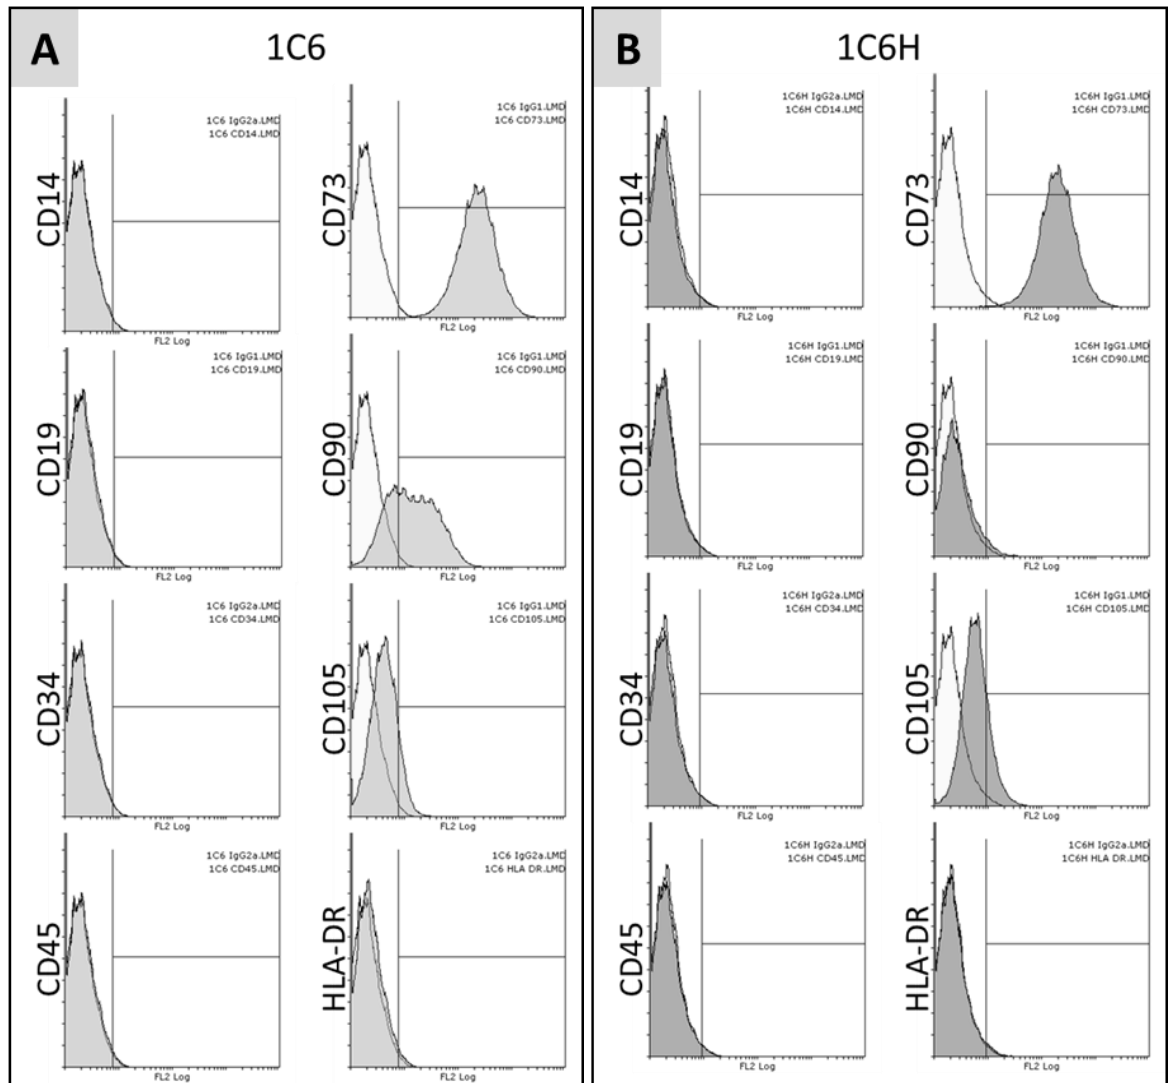 A
1C6
CD14
1C6 IgG2a.LMD
1C6 CD14.LMD
FL2 Log
CD73
1C6 IgG1.LMD
1C6 CD73.LMD
FL2 Log
CD19
1C6 IgG1.LMD
1C6 CD19.LMD
FL2 Log
CD90
1C6 IgG1.LMD
1C6 CD90.LMD
FL2 Log
CD34
1C6 IgG2a.LMD
1C6 CD34.LMD
FL2 Log
CD105
1C6 IgG1.LMD
1C6 CD105.LMD
FL2 Log
CD45
1C6 IgG2a.LMD
1C6 CD45.LMD
FL2 Log
HLA-DR
1C6 IgG2a.LMD
1C6 HLA DR.LMD
FL2 Log
B
1C6H
CD14
1C6H IgG2a.LMD
1C6H CD14.LMD
FL2 Log
CD73
1C6H IgG1.LMD
1C6H CD73.LMD
FL2 Log
CD19
1C6H IgG1.LMD
1C6H CD19.LMD
FL2 Log
CD90
1C6H IgG1.LMD
1C6H CD90.LMD
FL2 Log
CD34
1C6H IgG2a.LMD
1C6H CD34.LMD
FL2 Log
CD105
1C6H IgG1.LMD
1C6H CD105.LMD
FL2 Log
CD45
1C6H IgG2a.LMD
1C6H CD45.LMD
FL2 Log
HLA-DR
1C6H IgG2a.LMD
1C6H HLA DR.LMD
FL2 Log